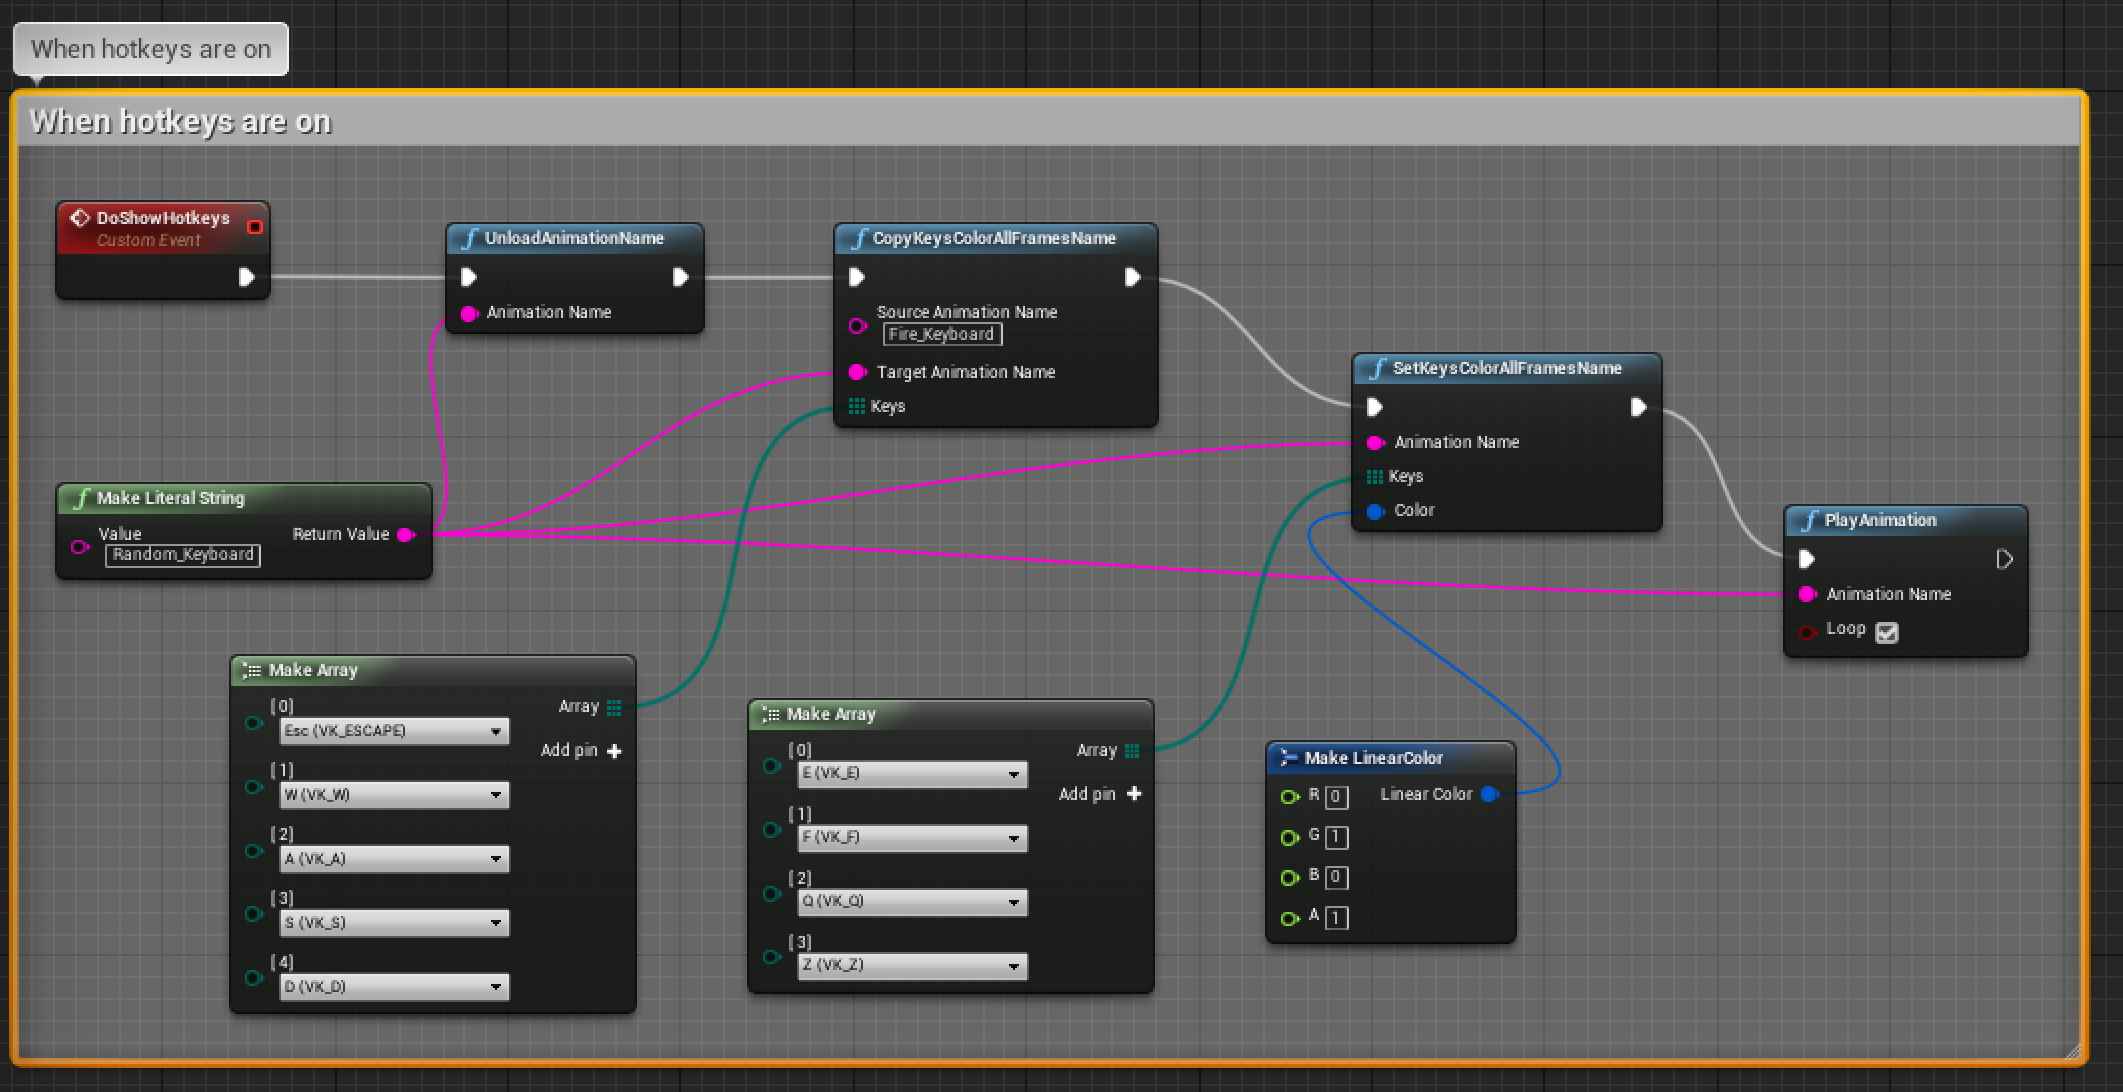 When hotkeys are on
When hotkeys are on
DoShowHotkeys
Custom Event
UnloadAnimationName
Animation Name
CopyKeysColorAllFramesName
Source Animation Name
Fire_Keyboard
Target Animation Name
Keys
SetKeysColorAllFramesName
Animation Name
Keys
Color
PlayAnimation
Animation Name
Loop
Make Literal String
Value
Return Value
Random_Keyboard
Make Array
[0]
Array
Esc (VK_ESCAPE)
Add pin
[1]
W (VK_W)
[2]
A (VK_A)
[3]
S (VK_S)
[4]
D (VK_D)
Make Array
[0]
Array
E (VK_E)
Add pin
[1]
F (VK_F)
[2]
Q (VK_Q)
[3]
Z (VK_Z)
Make LinearColor
R 0
Linear Color
G 1
B 0
A 1